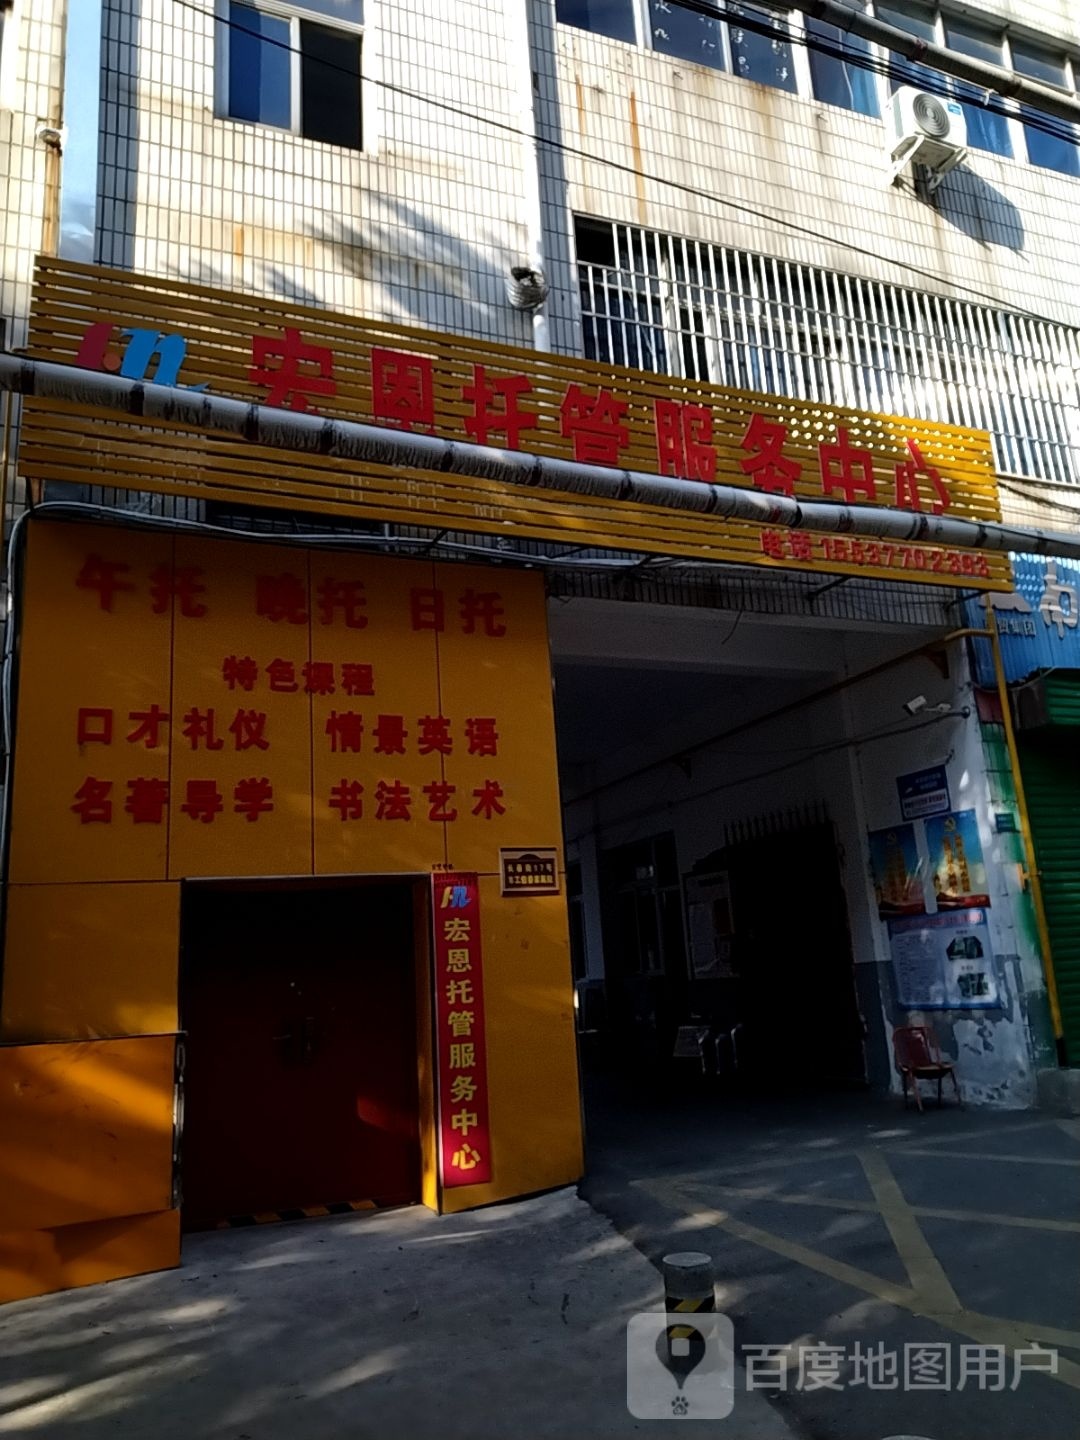 宏恩托管服务中心
电话 15537702393
午托 晚托 日托
特色课程
口才礼仪 情景英语
名著导学 书法艺术
宏恩托管服务中心
百度地图用户